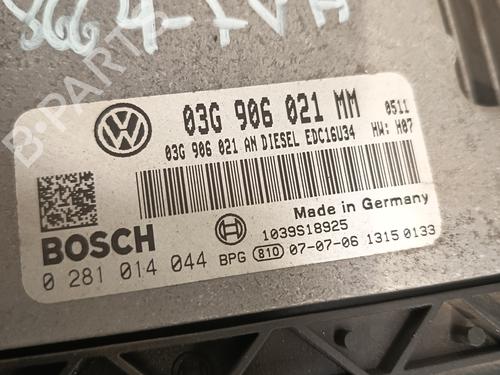 03G 906 021 MM 0511
03G 906 021 AN DIESEL EDC16U34 HW: H07
Made in Germany
BOSCH 1039S18925
0 281 014 044 BPG 810 07-07-06 1315 0133
B-PARTS